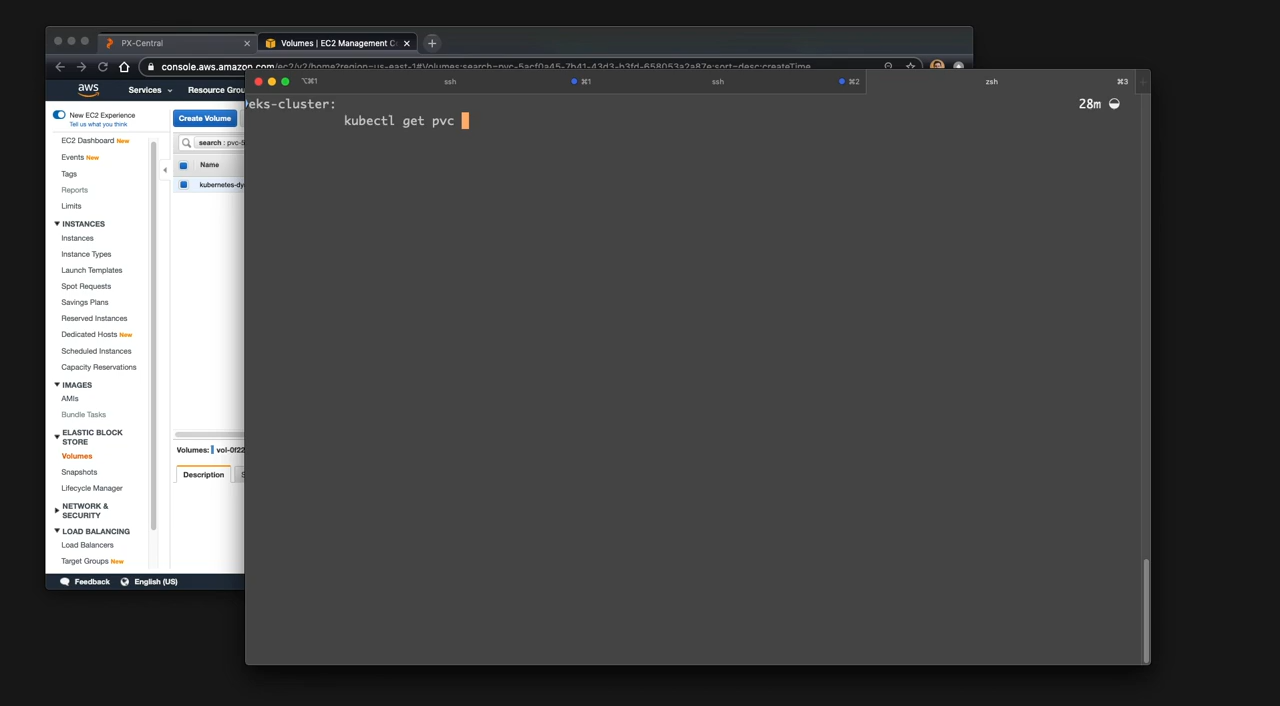 PX-Central
Volumes | EC2 Management C
console.aws.amazon.com/ec2/v2/home?region=us-east-1#Volumes:search=pvc-5acf0a45-7b41-43d3-b3fd-658053a2a87e;sort=desc:createTime
aws
Services
Resource Grou
New EC2 Experience
Tell us what you think
EC2 Dashboard New
Events New
Tags
Reports
Limits
INSTANCES
Instances
Instance Types
Launch Templates
Spot Requests
Savings Plans
Reserved Instances
Dedicated Hosts New
Scheduled Instances
Capacity Reservations
IMAGES
AMIs
Bundle Tasks
ELASTIC BLOCK
STORE
Volumes
Snapshots
Lifecycle Manager
NETWORK &
SECURITY
LOAD BALANCING
Load Balancers
Target Groups New
Feedback
English (US)
Create Volume
search : pvc-5
Name
kubernetes-dy
Volumes: vol-0f22
Description
S
⌥⌘1
ssh
⌘1
ssh
⌘2
zsh
⌘3
eks-cluster:
28m
kubectl get pvc